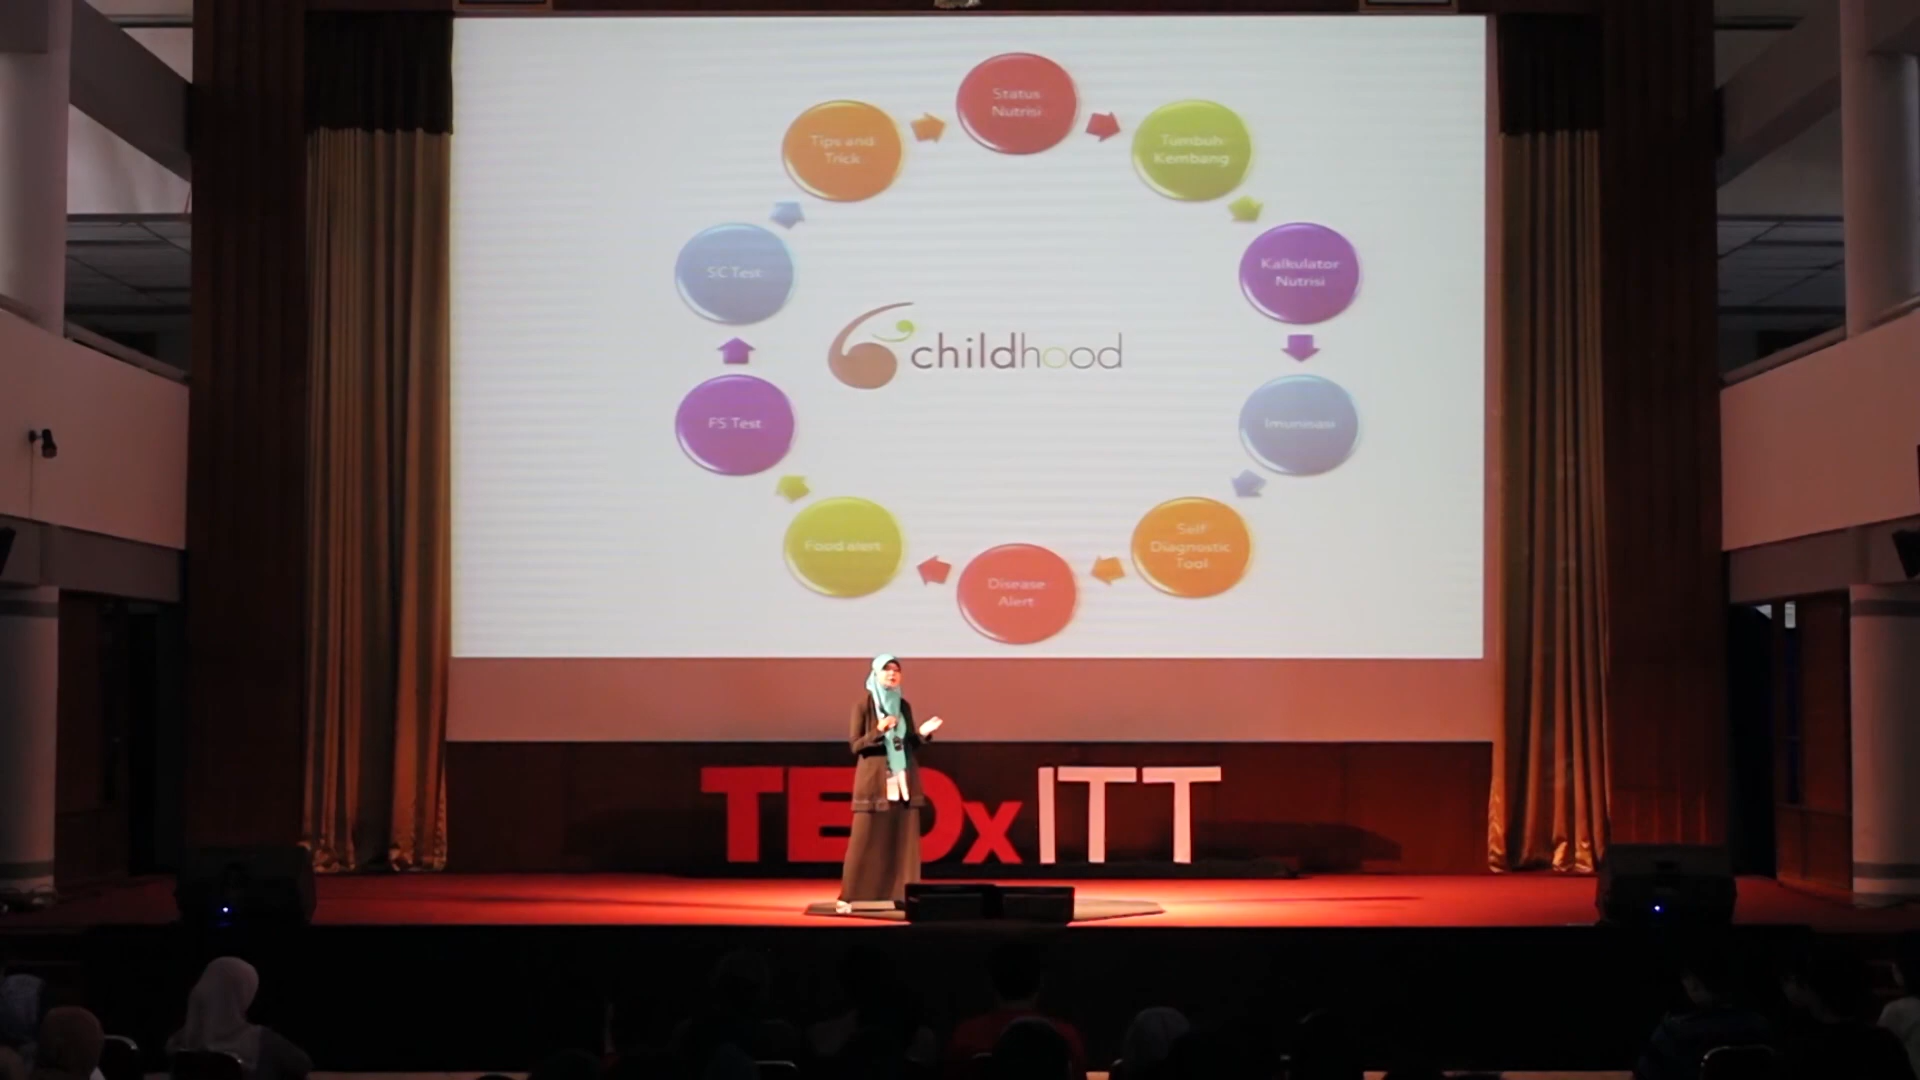 Status
Nutrisi
Tumbuh
Kembang
Kalkulator
Nutrisi
Imunisasi
Self
Diagnostic
Tool
Disease
Alert
Food alert
FS Test
SC Test
Tips and
Trick
childhood
TEDx ITT